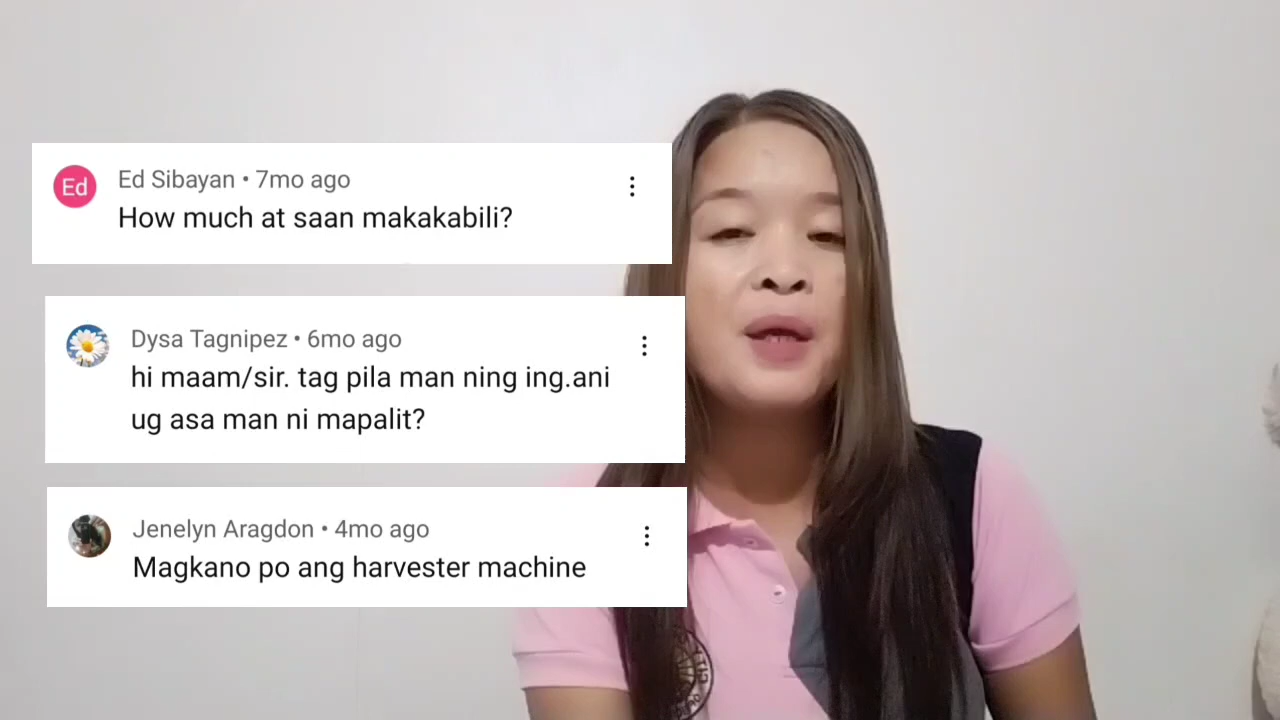 Ed
Ed Sibayan • 7mo ago
How much at saan makakabili?
Dysa Tagnipez • 6mo ago
hi maam/sir. tag pila man ning ing.ani
ug asa man ni mapalit?
Jenelyn Aragdon • 4mo ago
Magkano po ang harvester machine